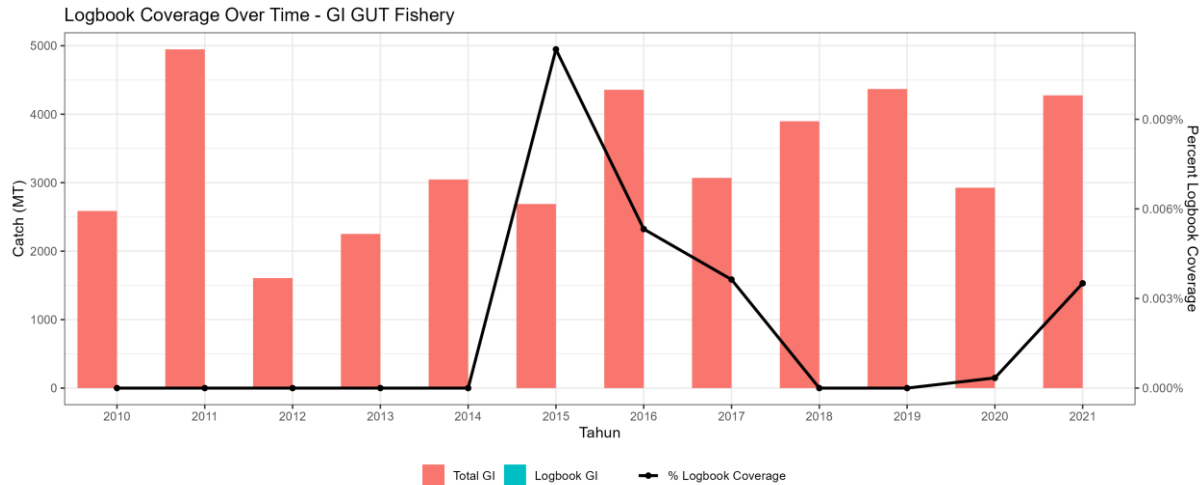 Logbook Coverage Over Time - GI GUT Fishery
Catch (MT)
5000
4000
3000
2000
1000
0
0.009%
0.006%
0.003%
0.000%
Percent Logbook Coverage
2010 2011 2012 2013 2014 2015 2016 2017 2018 2019 2020 2021
Tahun
Total GI Logbook GI % Logbook Coverage